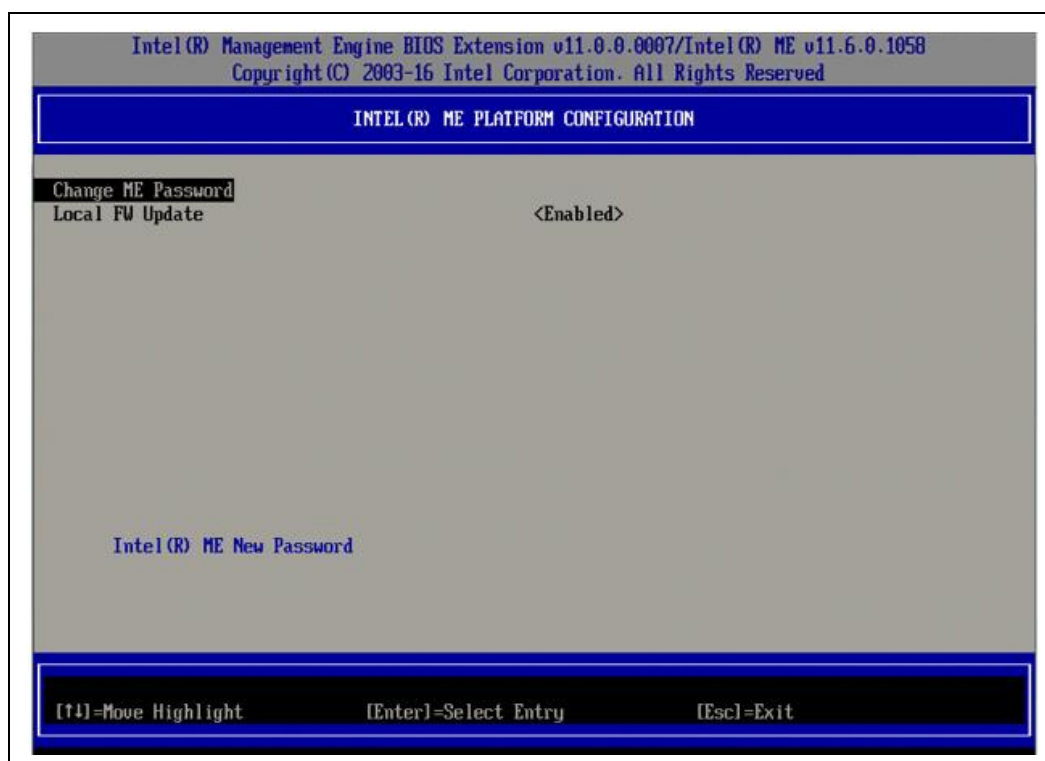 Intel(R) Management Engine BIOS Extension v11.0.0.0007/Intel(R) ME v11.6.0.1058
Copyright(C) 2003-16 Intel Corporation. All Rights Reserved
INTEL(R) ME PLATFORM CONFIGURATION
Change ME Password
Local FW Update <Enabled>
Intel(R) ME New Password
[↑↓]=Move Highlight [Enter]=Select Entry [Esc]=Exit